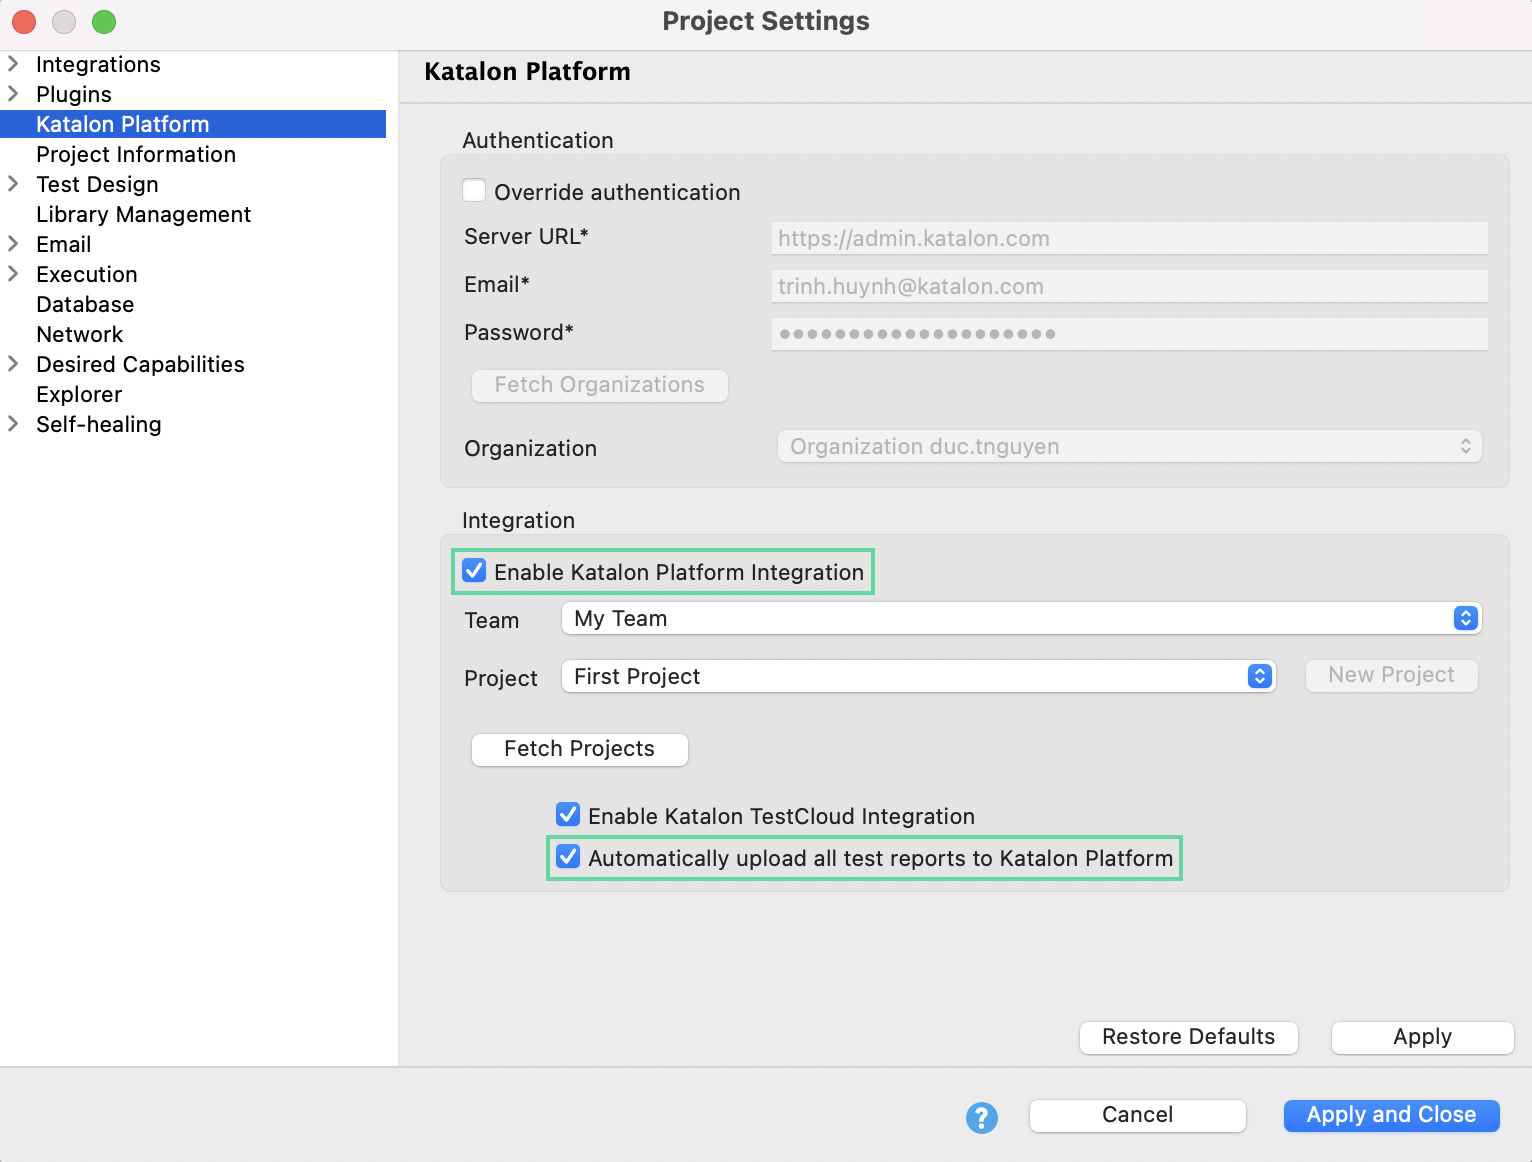 Project Settings
Integrations
Plugins
Katalon Platform
Project Information
Test Design
Library Management
Email
Execution
Database
Network
Desired Capabilities
Explorer
Self-healing
Katalon Platform
Authentication
Override authentication
Server URL* https://admin.katalon.com
Email* trinh.huynh@katalon.com
Password* ●●●●●●●●●●●●●●●●●●●●
Fetch Organizations
Organization Organization duc.tnguyen
Integration
Enable Katalon Platform Integration
Team My Team
Project First Project New Project
Fetch Projects
Enable Katalon TestCloud Integration
Automatically upload all test reports to Katalon Platform
Restore Defaults Apply
? Cancel Apply and Close